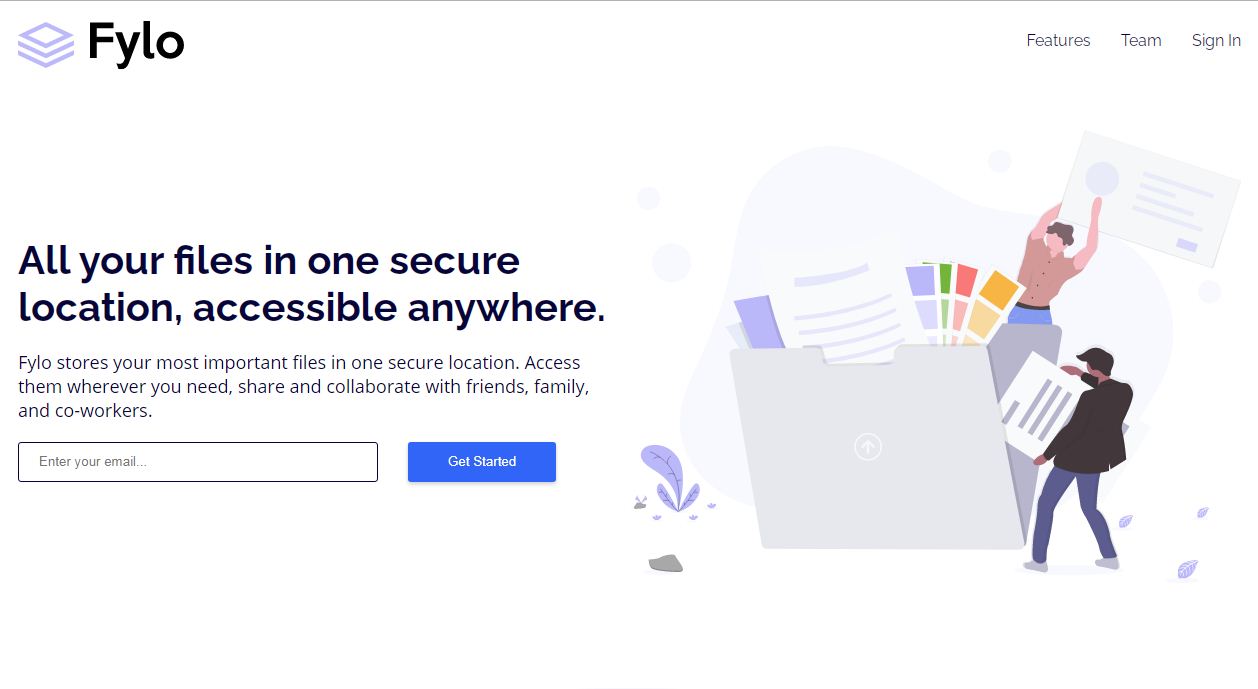 Fylo
Features
Team
Sign In
All your files in one secure
location, accessible anywhere.
Fylo stores your most important files in one secure location. Access
them wherever you need, share and collaborate with friends, family,
and co-workers.
Enter your email...
Get Started